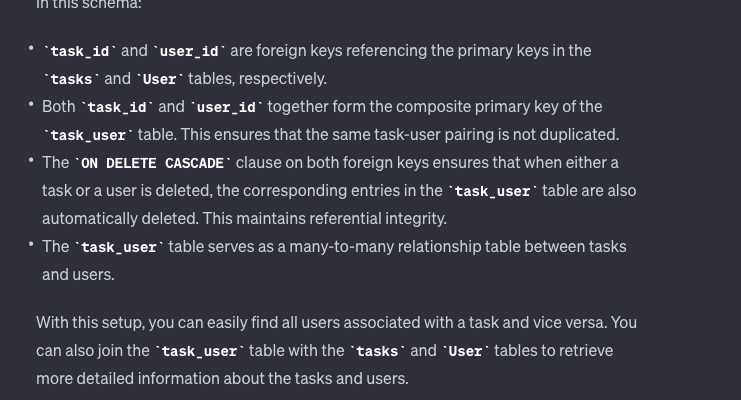 In this schema:
• `task_id` and `user_id` are foreign keys referencing the primary keys in the
`tasks` and `User` tables, respectively.
• Both `task_id` and `user_id` together form the composite primary key of the
`task_user` table. This ensures that the same task-user pairing is not duplicated.
• The `ON DELETE CASCADE` clause on both foreign keys ensures that when either a
task or a user is deleted, the corresponding entries in the `task_user` table are also
automatically deleted. This maintains referential integrity.
• The `task_user` table serves as a many-to-many relationship table between tasks
and users.
With this setup, you can easily find all users associated with a task and vice versa. You
can also join the `task_user` table with the `tasks` and `User` tables to retrieve
more detailed information about the tasks and users.